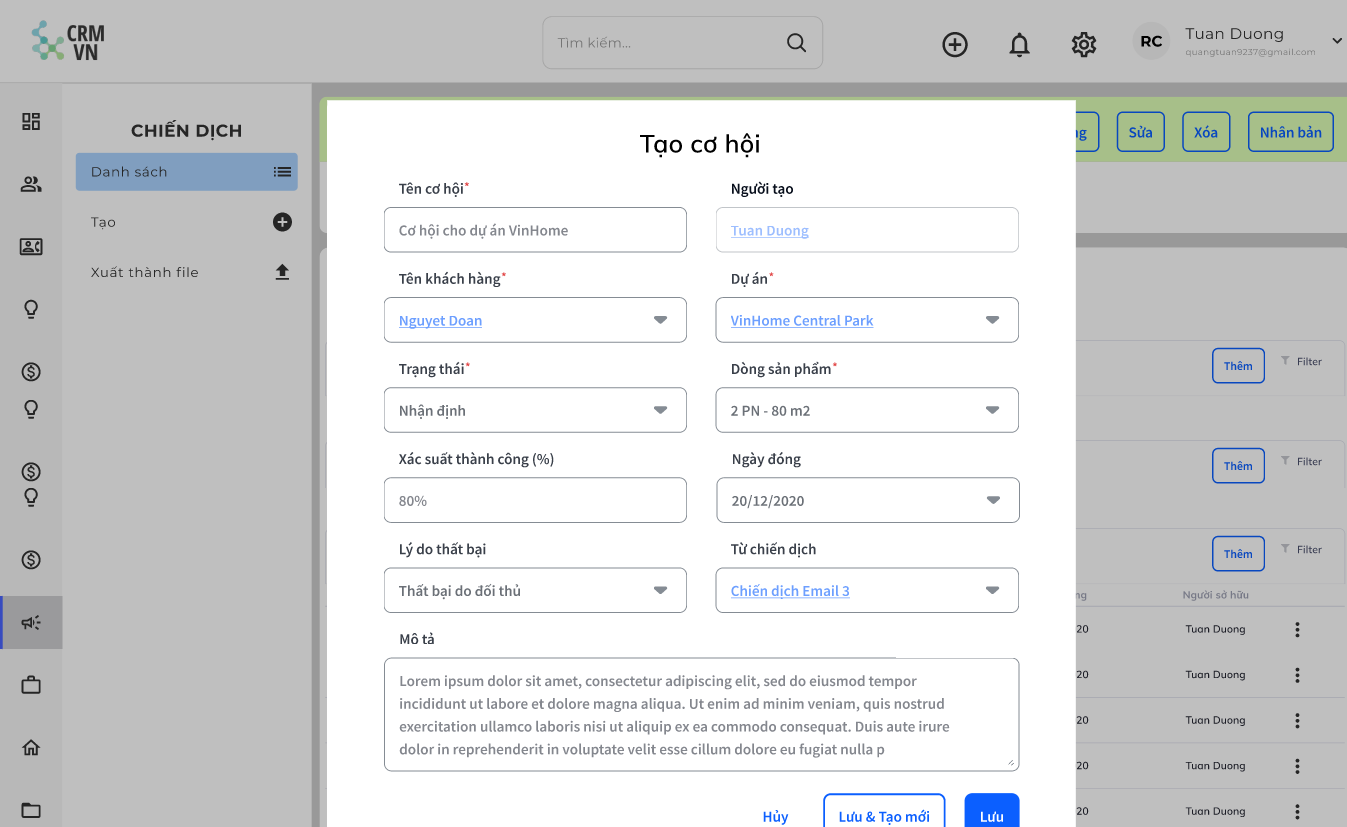 CRM
VN
Tìm kiếm...
RC
Tuan Duong
quangtuan9237@gmail.com
CHIẾN DỊCH
Danh sách
Tạo
Xuất thành file
Sửa
Xóa
Nhân bản
Tạo cơ hội
Tên cơ hội*
Người tạo
Cơ hội cho dự án VinHome
Tuan Duong
Tên khách hàng*
Dự án*
Nguyet Doan
VinHome Central Park
Trạng thái*
Dòng sản phẩm*
Nhận định
2 PN - 80 m2
Thêm
Filter
Xác suất thành công (%)
Ngày đóng
Thêm
Filter
80%
20/12/2020
Lý do thất bại
Từ chiến dịch
Thêm
Filter
Thất bại do đối thủ
Chiến dịch Email 3
Người sở hữu
20
Tuan Duong
Mô tả
20
Tuan Duong
20
Tuan Duong
20
Tuan Duong
20
Tuan Duong
Lorem ipsum dolor sit amet, consectetur adipiscing elit, sed do eiusmod tempor
incididunt ut labore et dolore magna aliqua. Ut enim ad minim veniam, quis nostrud
exercitation ullamco laboris nisi ut aliquip ex ea commodo consequat. Duis aute irure
dolor in reprehenderit in voluptate velit esse cillum dolore eu fugiat nulla p
Hủy
Lưu & Tạo mới
Lưu